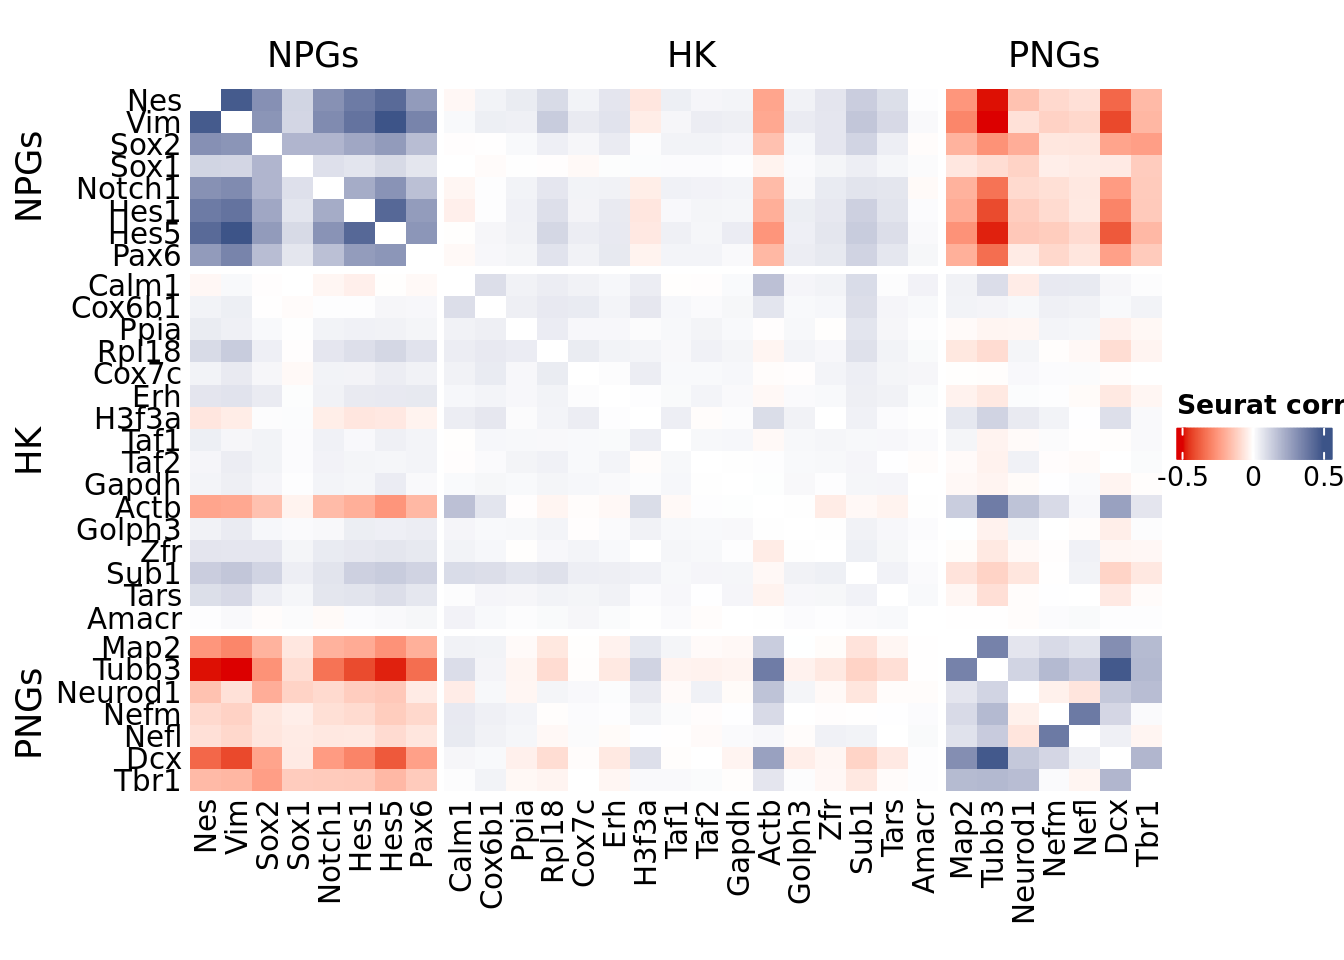 NPGs HK PNGs
NPGs
Nes
Vim
Sox2
Sox1
Notch1
Hes1
Hes5
Pax6
HK
Calm1
Cox6b1
Ppia
Rpl18
Cox7c
Erh
H3f3a
Taf1
Taf2
Gapdh
Actb
Golph3
Zfr
Sub1
Tars
Amacr
PNGs
Map2
Tubb3
Neurod1
Nefm
Nefl
Dcx
Tbr1
Nes Vim Sox2 Sox1 Notch1 Hes1 Hes5 Pax6 Calm1 Cox6b1 Ppia Rpl18 Cox7c Erh H3f3a Taf1 Taf2 Gapdh Actb Golph3 Zfr Sub1 Tars Amacr Map2 Tubb3 Neurod1 Nefm Nefl Dcx Tbr1
Seurat corr
-0.5 0 0.5